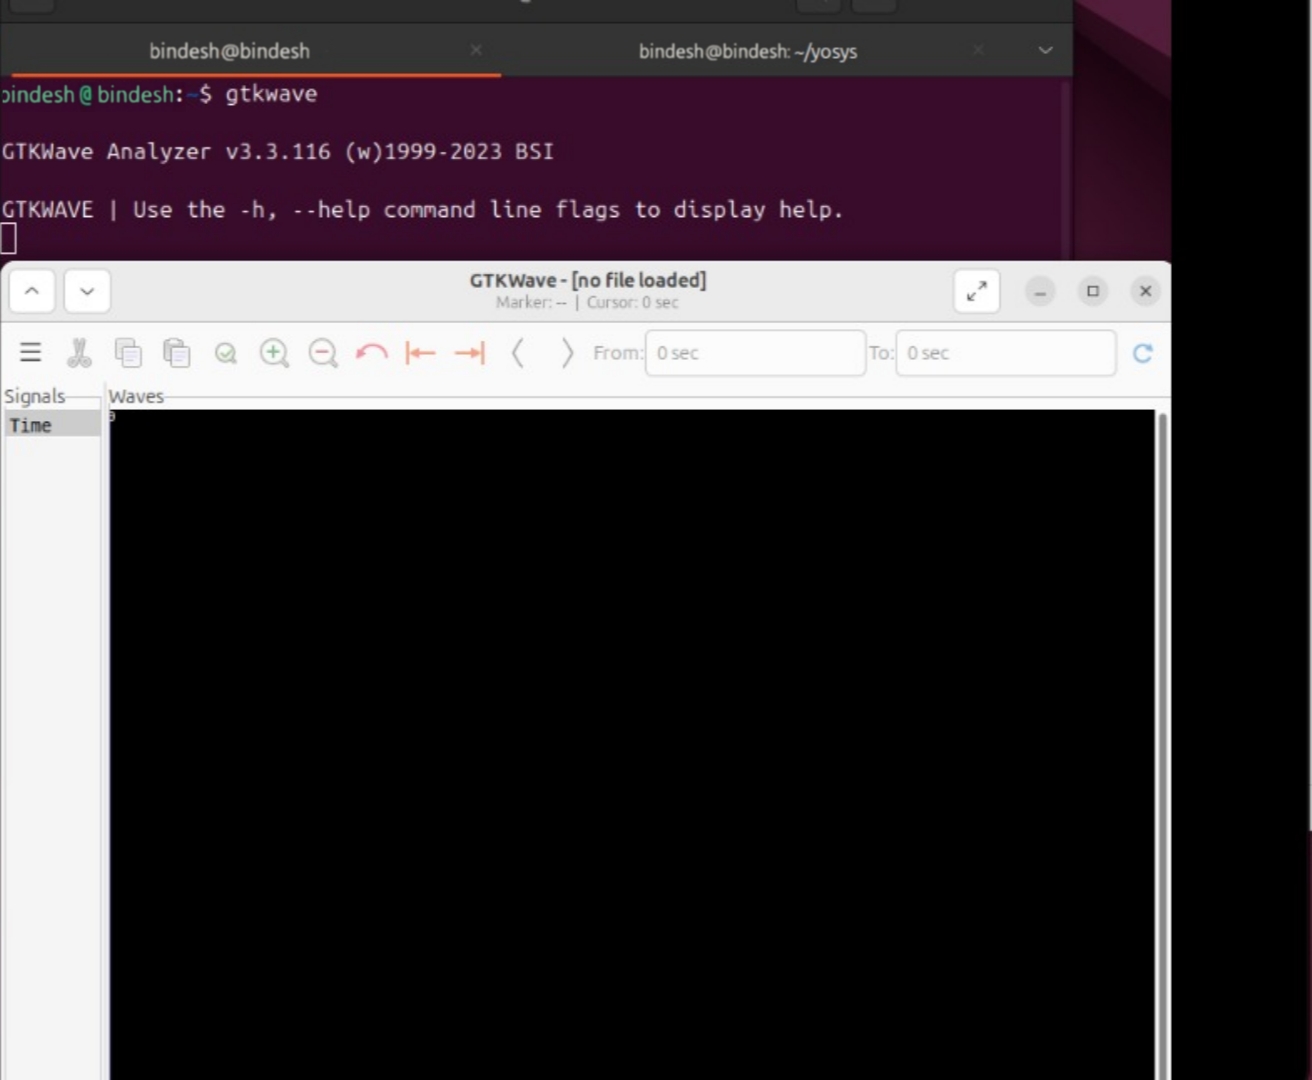 bindesh@bindesh
bindesh@bindesh: ~/yosys
bindesh@bindesh:~$ gtkwave
GTKWave Analyzer v3.3.116 (w)1999-2023 BSI
GTKWAVE | Use the -h, --help command line flags to display help.
GTKWave - [no file loaded]
Marker: -- | Cursor: 0 sec
From: 0 sec To: 0 sec
Signals
Waves
Time
0